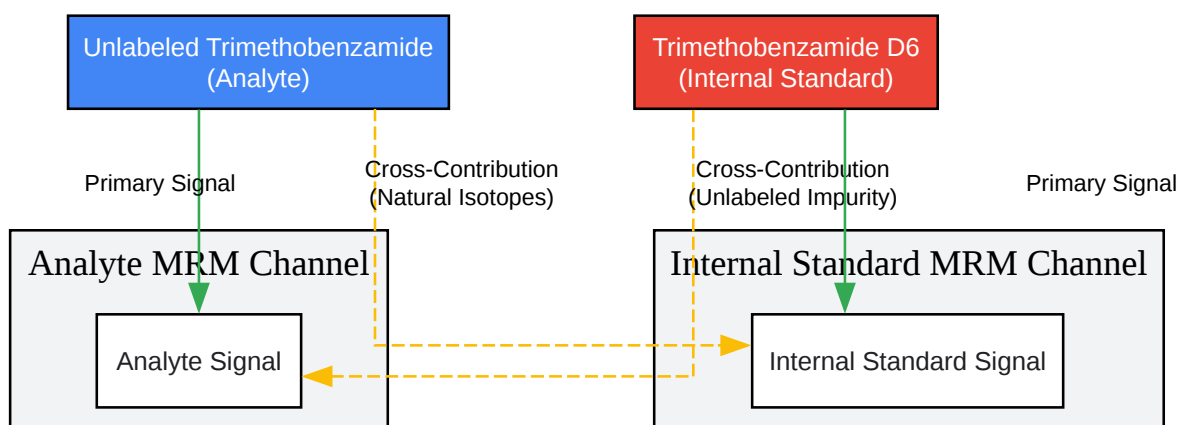 Unlabeled Trimethobenzamide
(Analyte)
Trimethobenzamide D6
(Internal Standard)
Primary Signal
Cross-Contribution
(Natural Isotopes)
Cross-Contribution
(Unlabeled Impurity)
Primary Signal
Analyte MRM Channel
Internal Standard MRM Channel
Analyte Signal
Internal Standard Signal